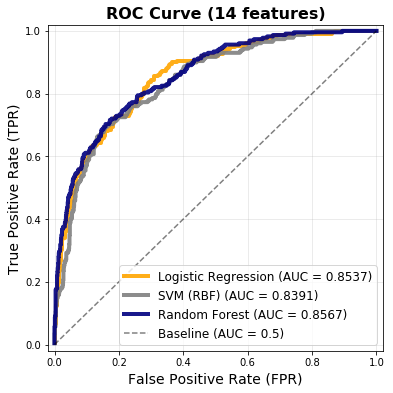 ROC Curve (14 features)
True Positive Rate (TPR)
1.0
0.8
0.6
0.4
0.2
0.0
Logistic Regression (AUC = 0.8537)
SVM (RBF) (AUC = 0.8391)
Random Forest (AUC = 0.8567)
Baseline (AUC = 0.5)
0.0 0.2 0.4 0.6 0.8 1.0
False Positive Rate (FPR)